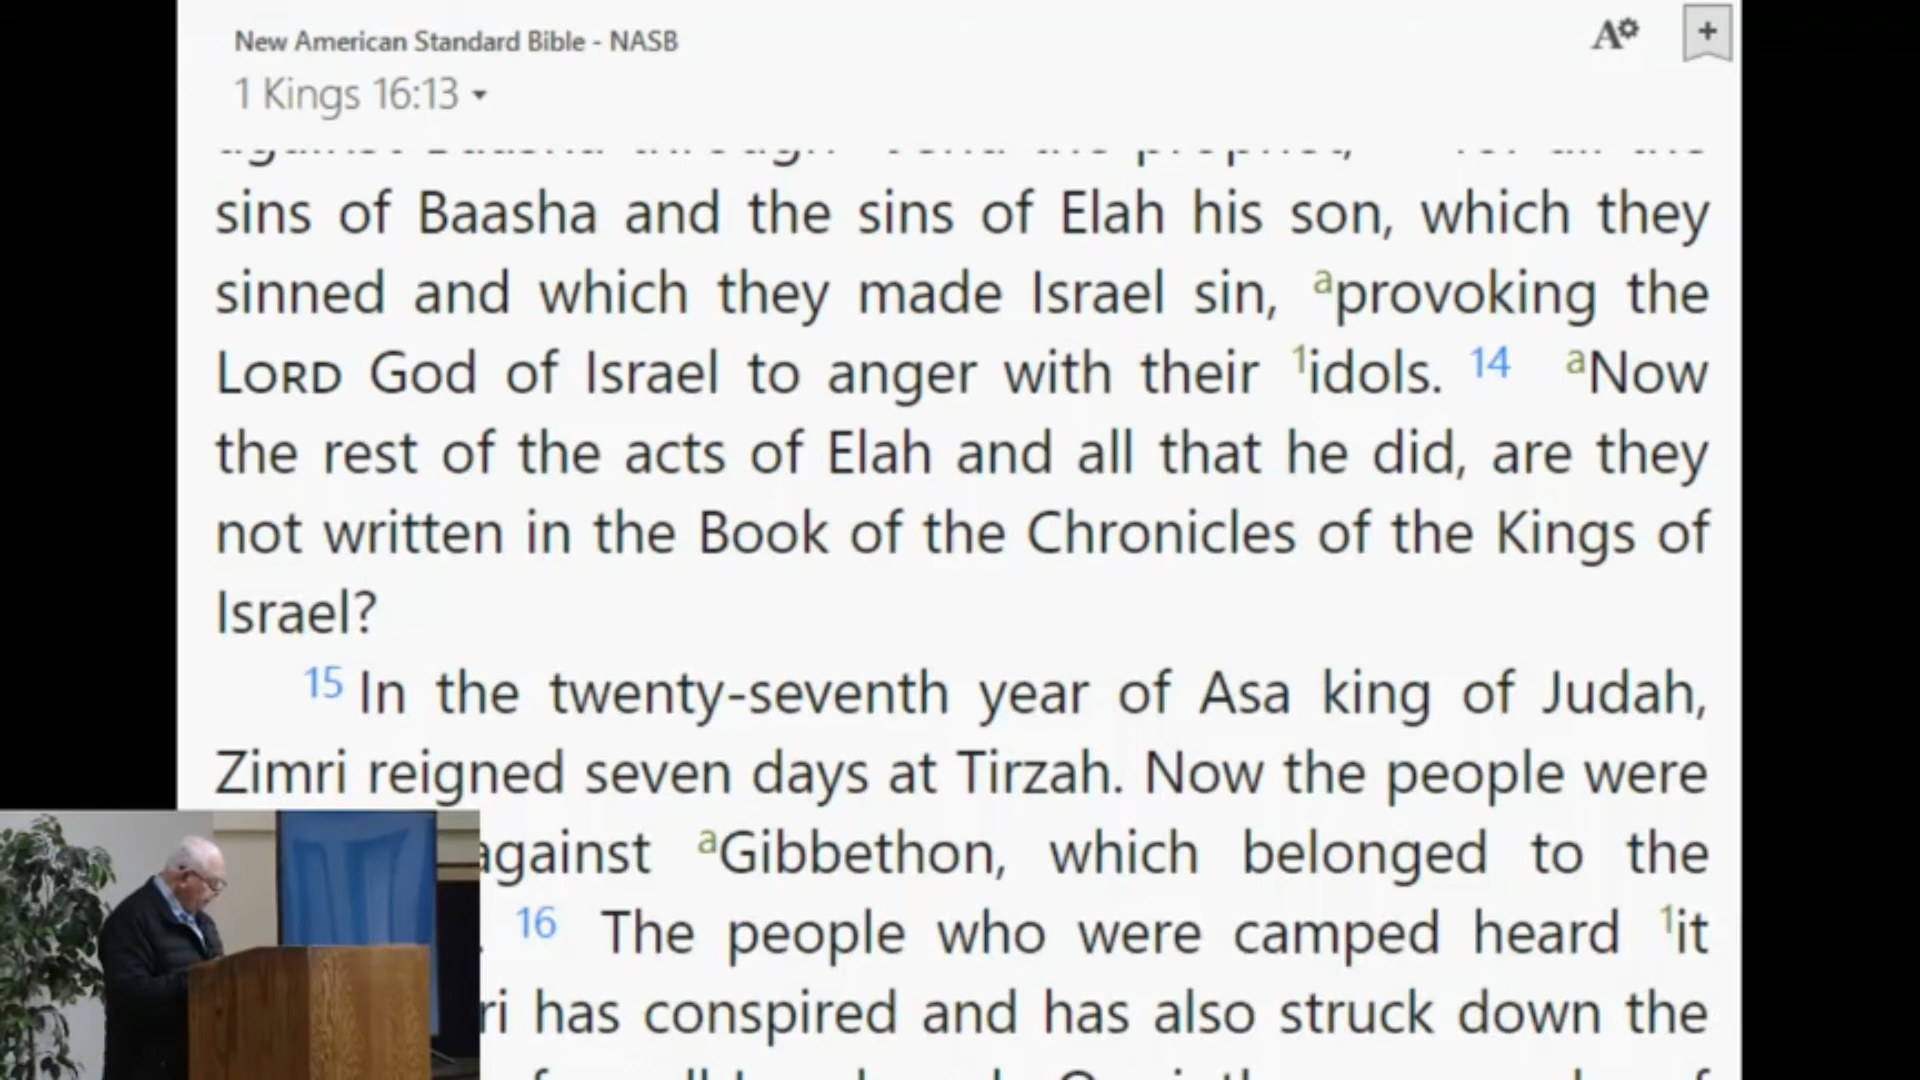 New American Standard Bible - NASB
1 Kings 16:13
sins of Baasha and the sins of Elah his son, which they
sinned and which they made Israel sin, aprovoking the
LORD God of Israel to anger with their 1idols. 14 aNow
the rest of the acts of Elah and all that he did, are they
not written in the Book of the Chronicles of the Kings of
Israel?
15 In the twenty-seventh year of Asa king of Judah,
Zimri reigned seven days at Tirzah. Now the people were
against aGibbethon, which belonged to the
16 The people who were camped heard 1it
ri has conspired and has also struck down the